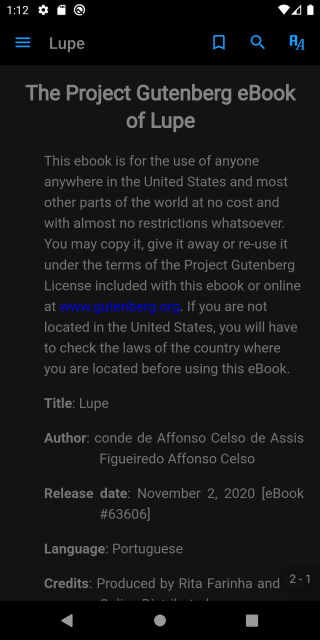 1:12
Lupe
The Project Gutenberg eBook
of Lupe
This ebook is for the use of anyone
anywhere in the United States and most
other parts of the world at no cost and
with almost no restrictions whatsoever.
You may copy it, give it away or re-use it
under the terms of the Project Gutenberg
License included with this ebook or online
at www.gutenberg.org. If you are not
located in the United States, you will have
to check the laws of the country where
you are located before using this eBook.
Title: Lupe
Author: conde de Affonso Celso de Assis
Figueiredo Affonso Celso
Release date: November 2, 2020 [eBook
#63606]
Language: Portuguese
Credits: Produced by Rita Farinha and
2 - 1